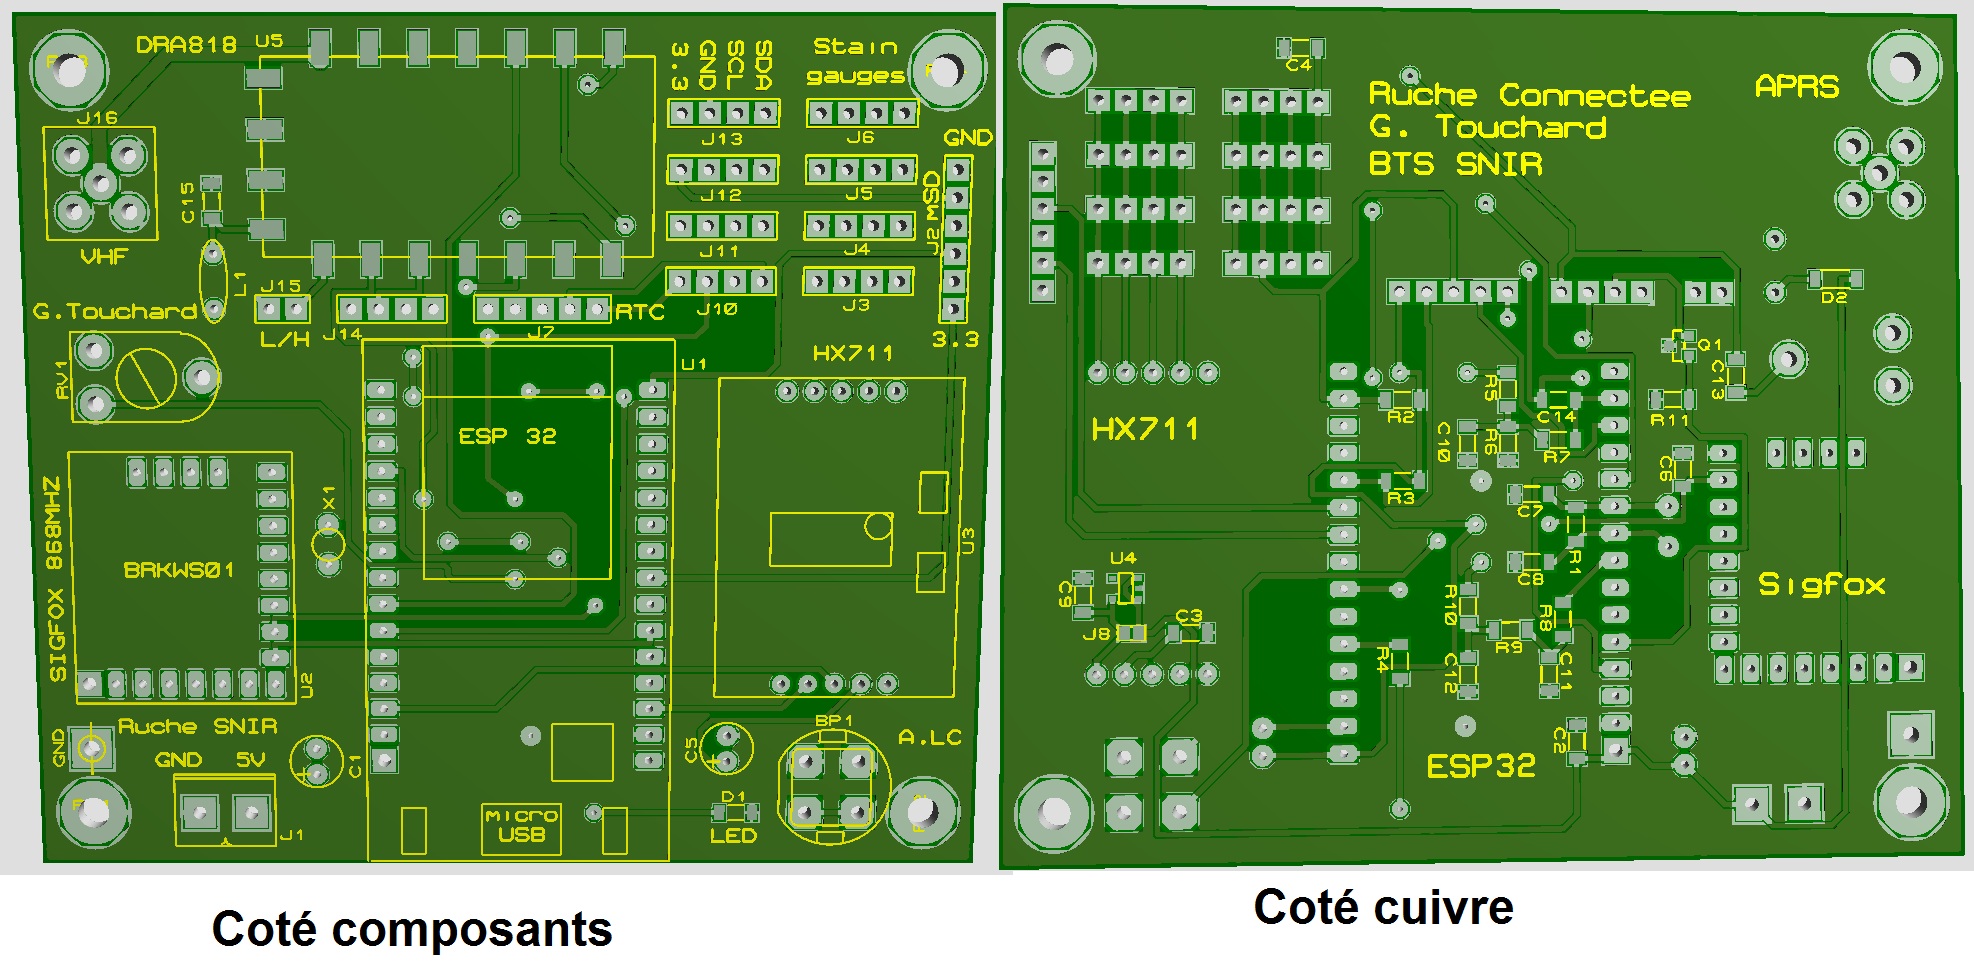 DRA818
U5
3.3
GND
SCL
SDA
Stain
gauges
J16
J13
J6
GND
C15
J12
J5
MSD
J2
VHF
J11
J4
L1
J15
G.Touchard
J14
J7
RTC
J10
J3
L/H
3.3
HX711
U1
RV1
ESP 32
X1
SIGFOX 868MHZ
BRKWS01
U3
U2
Ruche SNIR
GND
GND
5V
C1
C5
BP1
A.LC
D1
LED
micro
USB
J1
Coté composants
C4
Ruche Connectee
G. Touchard
BTS SNIR
APRS
D2
Q1
C13
R5
R2
C14
R11
HX711
C10
R6
R7
C6
R3
C7
R1
U4
C8
C9
R10
Sigfox
J8
C3
R8
R9
R4
C12
C11
C2
ESP32
Coté cuivre